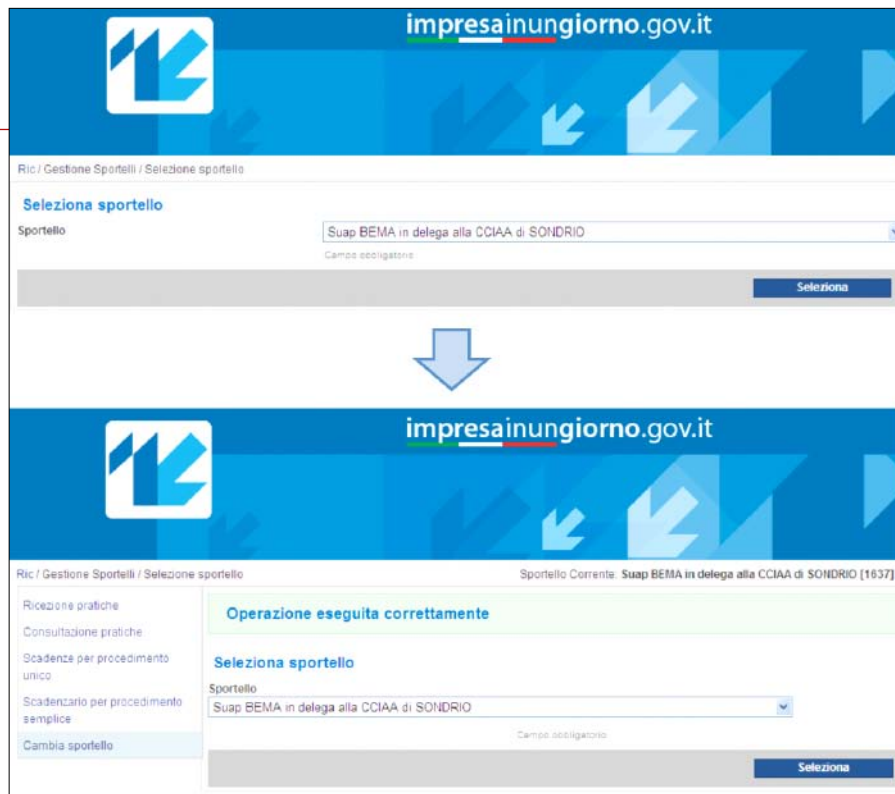 impresainungiorno.gov.it
Ric / Gestione Sportelli / Selezione sportello
Seleziona sportello
Sportello
Suap BEMA in delega alla CCIAA di SONDRIO
Campo obbligatorio
Seleziona
impresainungiorno.gov.it
Ric / Gestione Sportelli / Selezione sportello
Sportello Corrente: Suap BEMA in delega alla CCIAA di SONDRIO [1637]
Ricezione pratiche
Consultazione pratiche
Scadenze per procedimento
unico
Scadenzario per procedimento
semplice
Cambia sportello
Operazione eseguita correttamente
Seleziona sportello
Sportello
Suap BEMA in delega alla CCIAA di SONDRIO
Campo obbligatorio
Seleziona